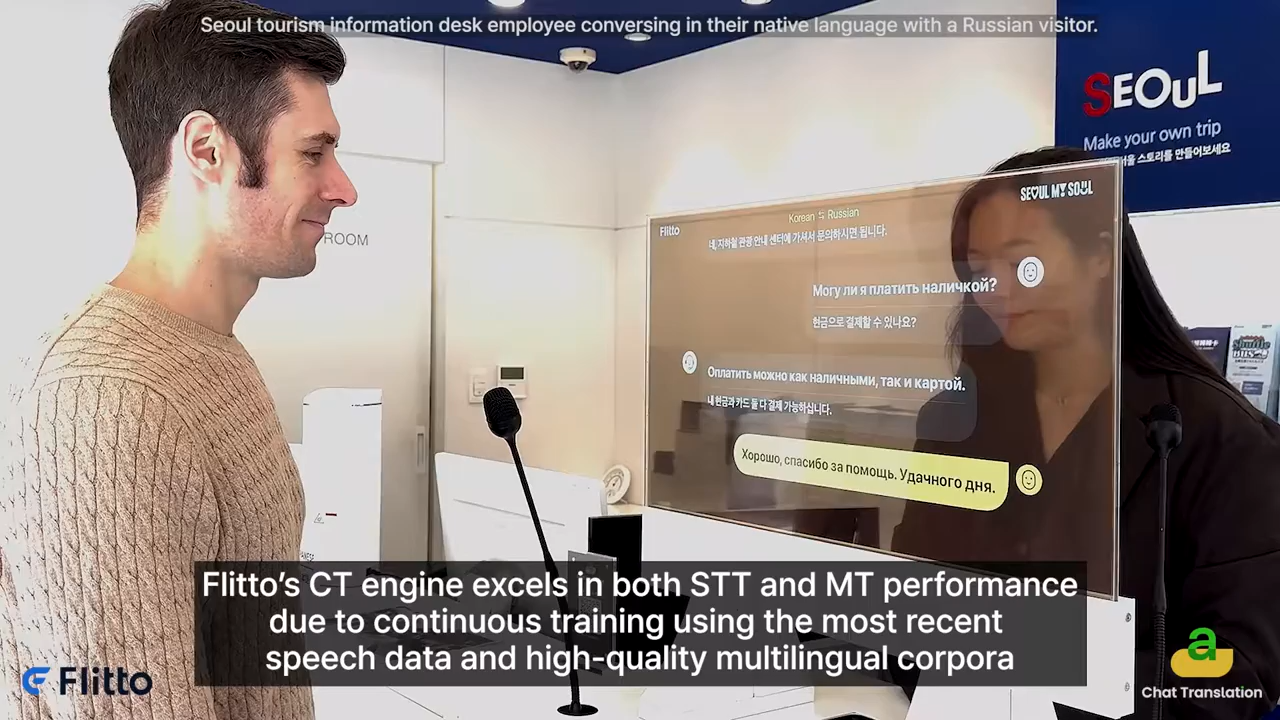 Seoul tourism information desk employee conversing in their native language with a Russian visitor.
SEOUL
Make your own trip
스토리를 만들어보세요
ROOM
SEOUL MY SOUL
Flitto
Korean ⇆ Russian
네, 지하철 관광 안내 센터에 가셔서 문의하시면 됩니다.
Могу ли я платить наличкой?
현금으로 결제할 수 있나요?
Оплатить можно как наличными, так и картой.
네 현금과 카드 둘 다 결제 가능하십니다.
Хорошо, спасибо за помощь. Удачного дня.
shuttle
BUS
Flitto’s CT engine excels in both STT and MT performance
due to continuous training using the most recent
speech data and high-quality multilingual corpora
Flitto
a
Chat Translation